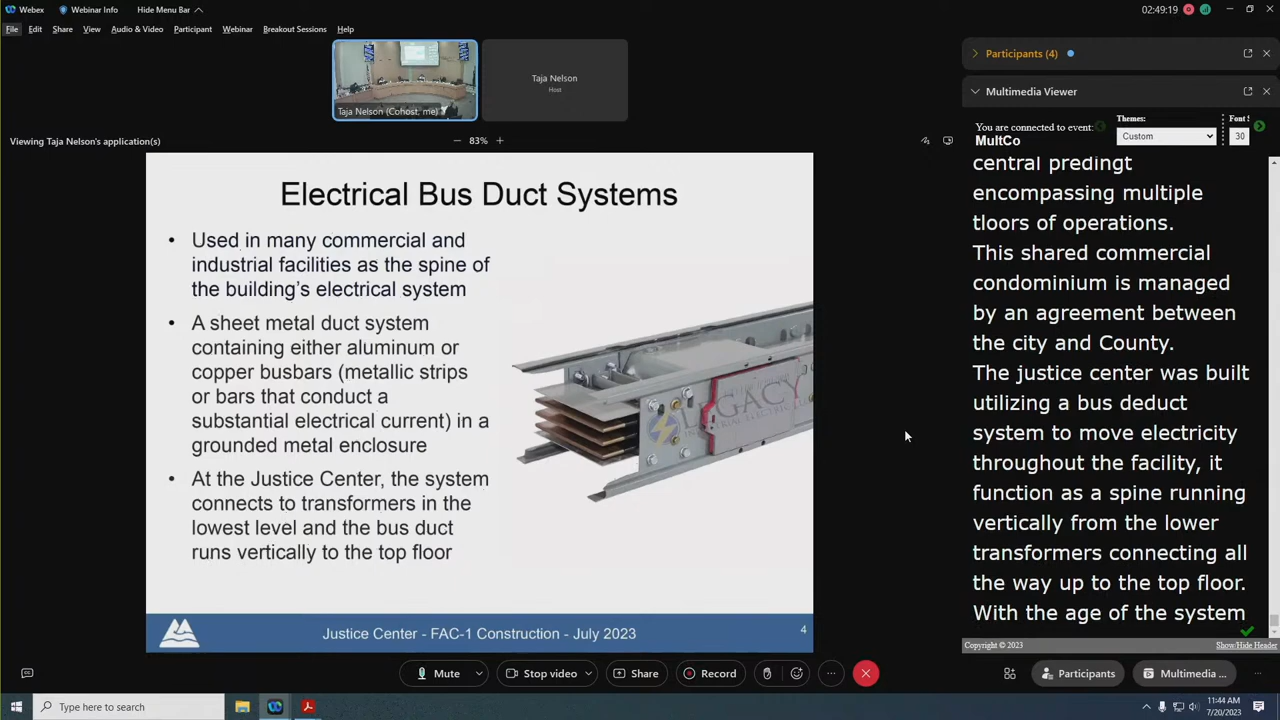 Webex
Webinar Info
Hide Menu Bar
02:49:19
File Edit Share View Audio & Video Participant Webinar Breakout Sessions Help
Taja Nelson (Cohost, me)
Taja Nelson
Host
Viewing Taja Nelson's application(s)
83%
Electrical Bus Duct Systems
• Used in many commercial and
industrial facilities as the spine of
the building's electrical system
• A sheet metal duct system
containing either aluminum or
copper busbars (metallic strips
or bars that conduct a
substantial electrical current) in a
grounded metal enclosure
• At the Justice Center, the system
connects to transformers in the
lowest level and the bus duct
runs vertically to the top floor
Justice Center - FAC-1 Construction - July 2023
4
Participants (4)
Multimedia Viewer
You are connected to event:
MultCo
Themes:
Custom
Font
30
central predingt
encompassing multiple
tloors of operations.
This shared commercial
condominium is managed
by an agreement between
the city and County.
The justice center was built
utilizing a bus deduct
system to move electricity
throughout the facility, it
function as a spine running
vertically from the lower
transformers connecting all
the way up to the top floor.
With the age of the system
Copyright © 2023
Show/Hide Header
Mute
Stop video
Share
Record
Participants
Multimedia ...
Type here to search
11:44 AM
7/20/2023